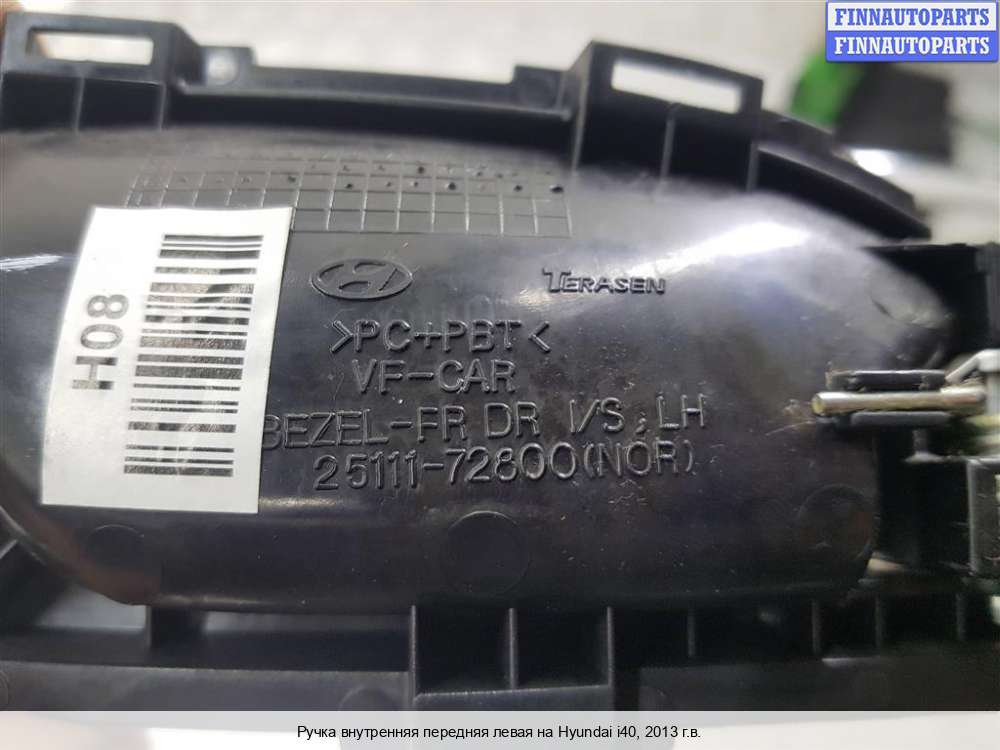 FINNAUTOPARTS
FINNAUTOPARTS
H08
TERASEN
>PC+PBT<
VF-CAR
BEZEL-FR DR I/S,LH
25111-72800(NOR)
Ручка внутренняя передняя левая на Hyundai i40, 2013 г.в.